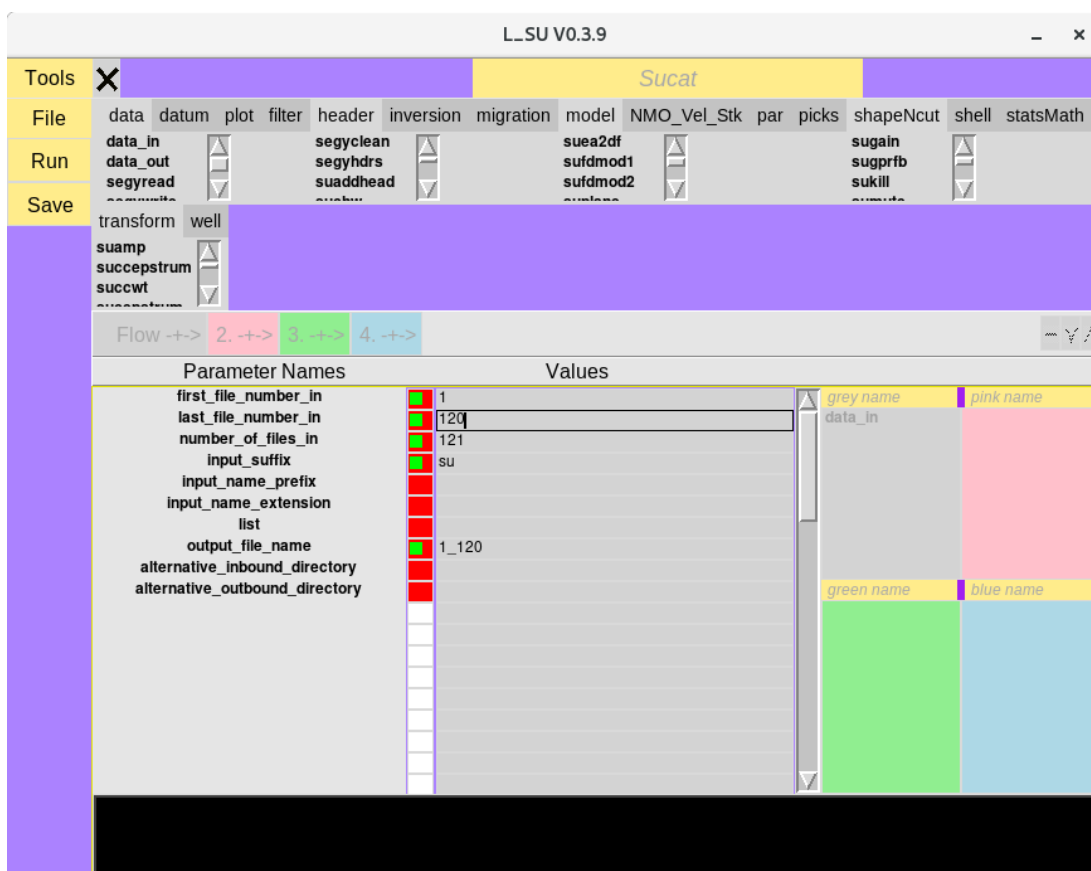 L_SU V0.3.9
Tools
Sucat
File
data datum plot filter header inversion migration model NMO_Vel_Stk par picks shapeNcut shell statsMath
data_in segyclean suea2df sugain
Run
data_out segyhdrs sufdmod1 sugprfb
segyread suaddhead sufdmod2 sukill
Save
transform well
suamp
succepstrum
succwt
Flow -+-> 2. -+-> 3. -+-> 4. -+->
Parameter Names Values
first_file_number_in 1 grey name pink name
last_file_number_in 120 data_in
number_of_files_in 121
input_suffix su
input_name_prefix
input_name_extension
list
output_file_name 1_120
alternative_inbound_directory
alternative_outbound_directory green name blue name